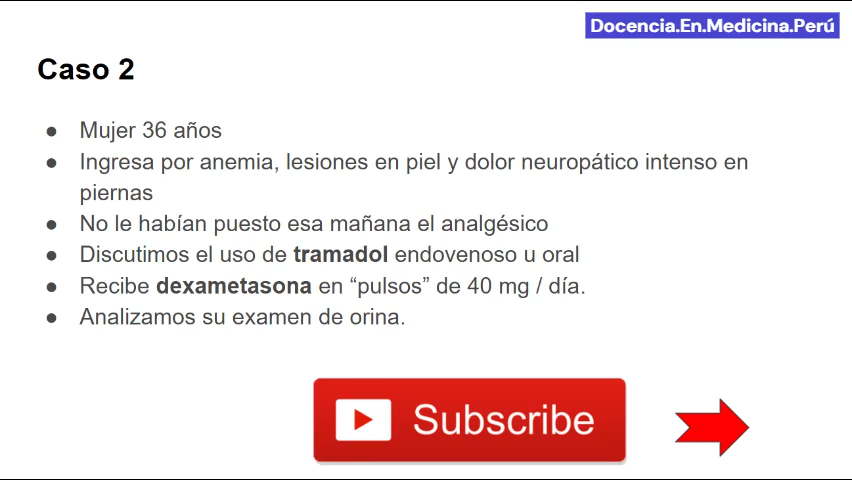 Docencia.En.Medicina.Perú
Caso 2
● Mujer 36 años
● Ingresa por anemia, lesiones en piel y dolor neuropático intenso en
piernas
● No le habían puesto esa mañana el analgésico
● Discutimos el uso de tramadol endovenoso u oral
● Recibe dexametasona en “pulsos” de 40 mg / día.
● Analizamos su examen de orina.
Subscribe